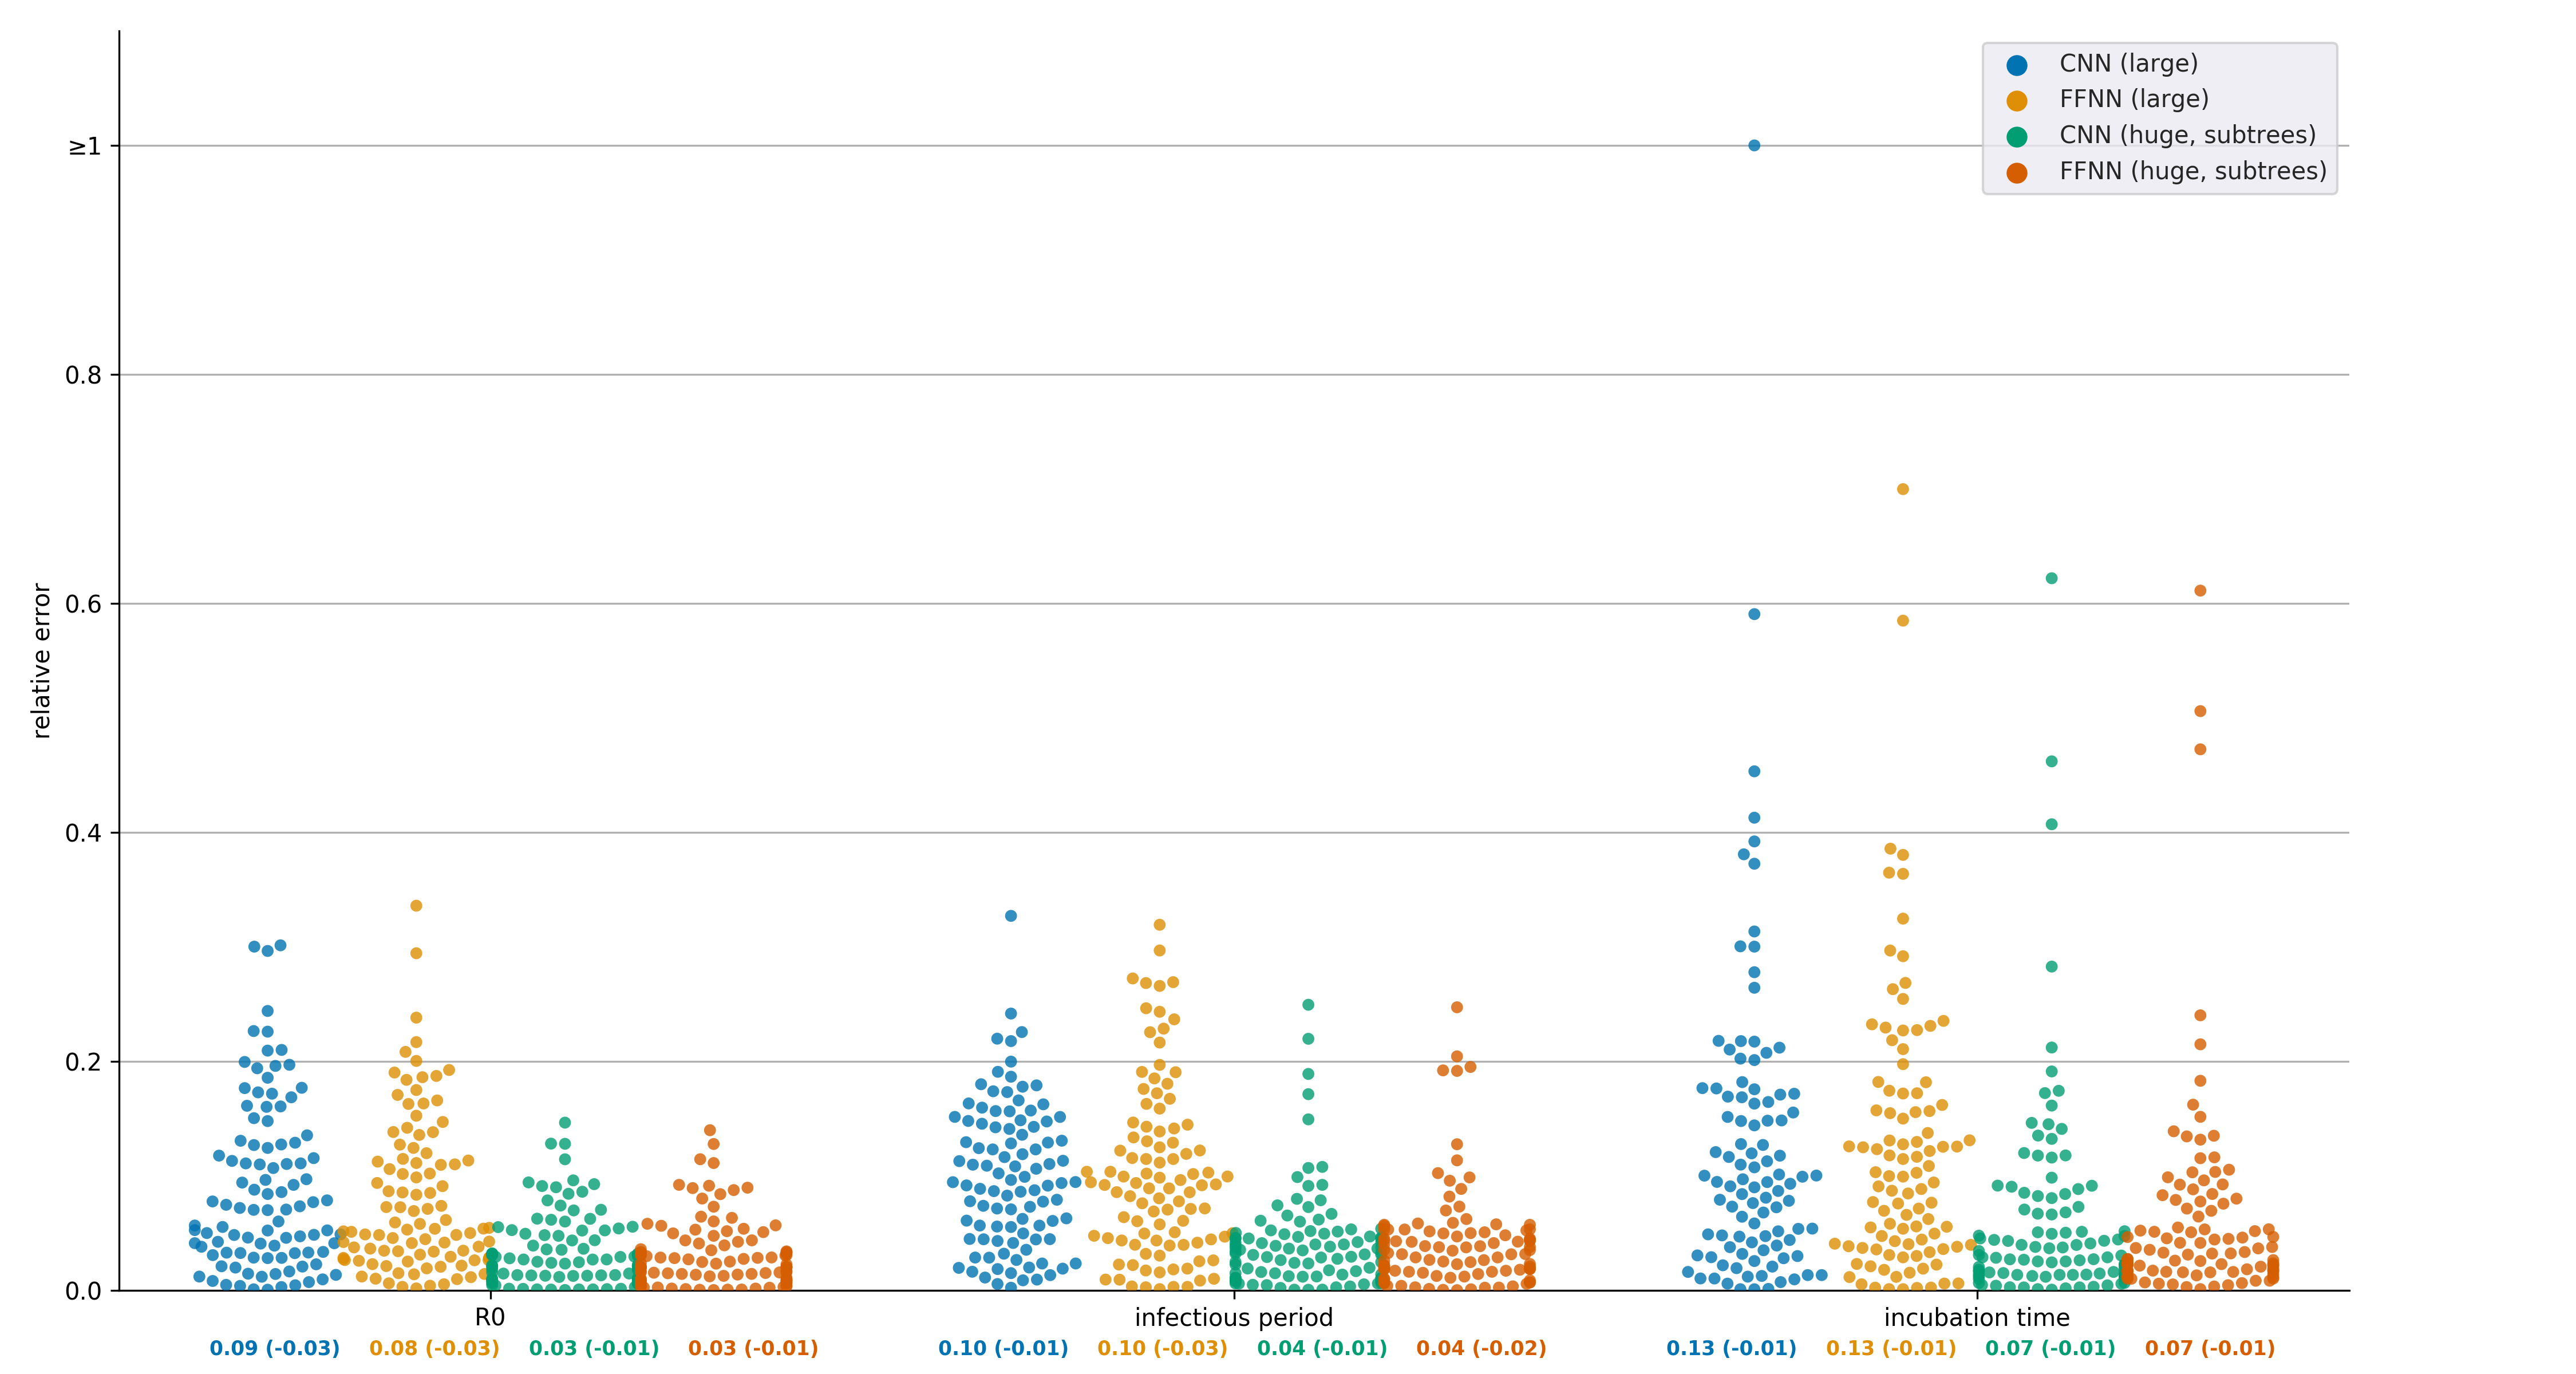 CNN (large)
FFNN (large)
CNN (huge, subtrees)
FFNN (huge, subtrees)
≥1
0.8
0.6
0.4
0.2
0.0
relative error
R0
infectious period
incubation time
0.09 (-0.03) 0.08 (-0.03) 0.03 (-0.01) 0.03 (-0.01) 0.10 (-0.01) 0.10 (-0.03) 0.04 (-0.01) 0.04 (-0.02) 0.13 (-0.01) 0.13 (-0.01) 0.07 (-0.01) 0.07 (-0.01)